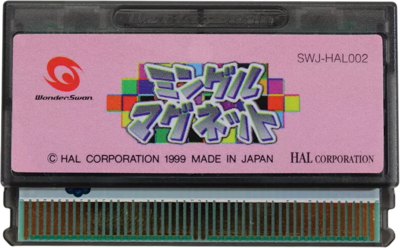 SWJ-HAL002
WonderSwan
ミングル
マグネット
© HAL CORPORATION 1999 MADE IN JAPAN
HAL CORPORATION